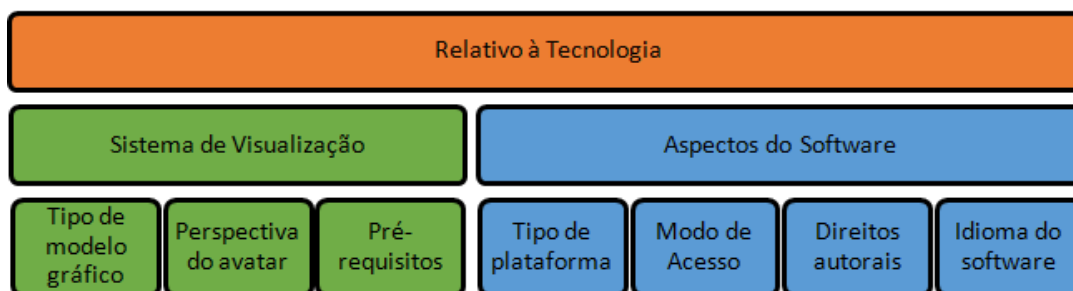 Relativo à Tecnologia
Sistema de Visualização
Aspectos do Software
Tipo de
modelo
gráfico
Perspectiva
do avatar
Pré-
requisitos
Tipo de
plataforma
Modo de
Acesso
Direitos
autorais
Idioma do
software